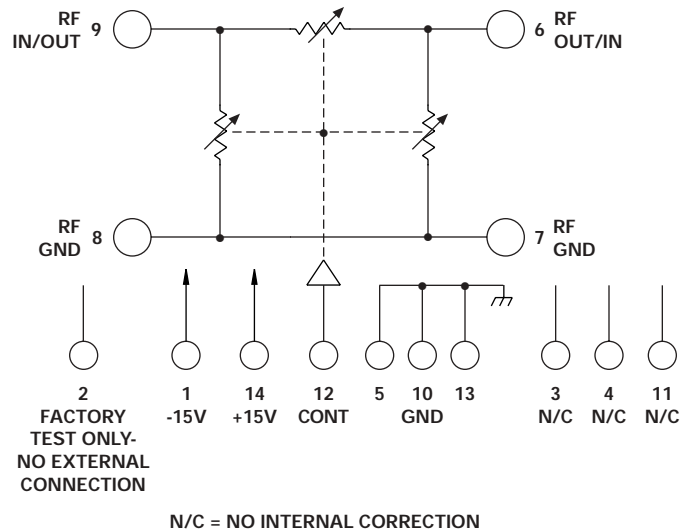 RF
IN/OUT 9
6 RF
OUT/IN
RF
GND 8
7 RF
GND
2
FACTORY
TEST ONLY-
NO EXTERNAL
CONNECTION
1
-15V
14
+15V
12
CONT
5 10 13
GND
3
N/C
4
N/C
11
N/C
N/C = NO INTERNAL CORRECTION